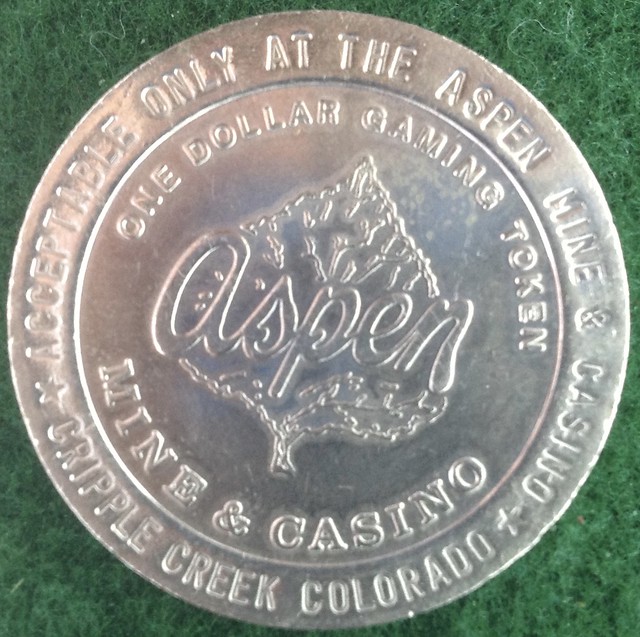 ACCEPTABLE ONLY AT THE ASPEN MINE & CASINO
ONE DOLLAR GAMING TOKEN
Aspen
MINE & CASINO
CRIPPLE CREEK COLORADO